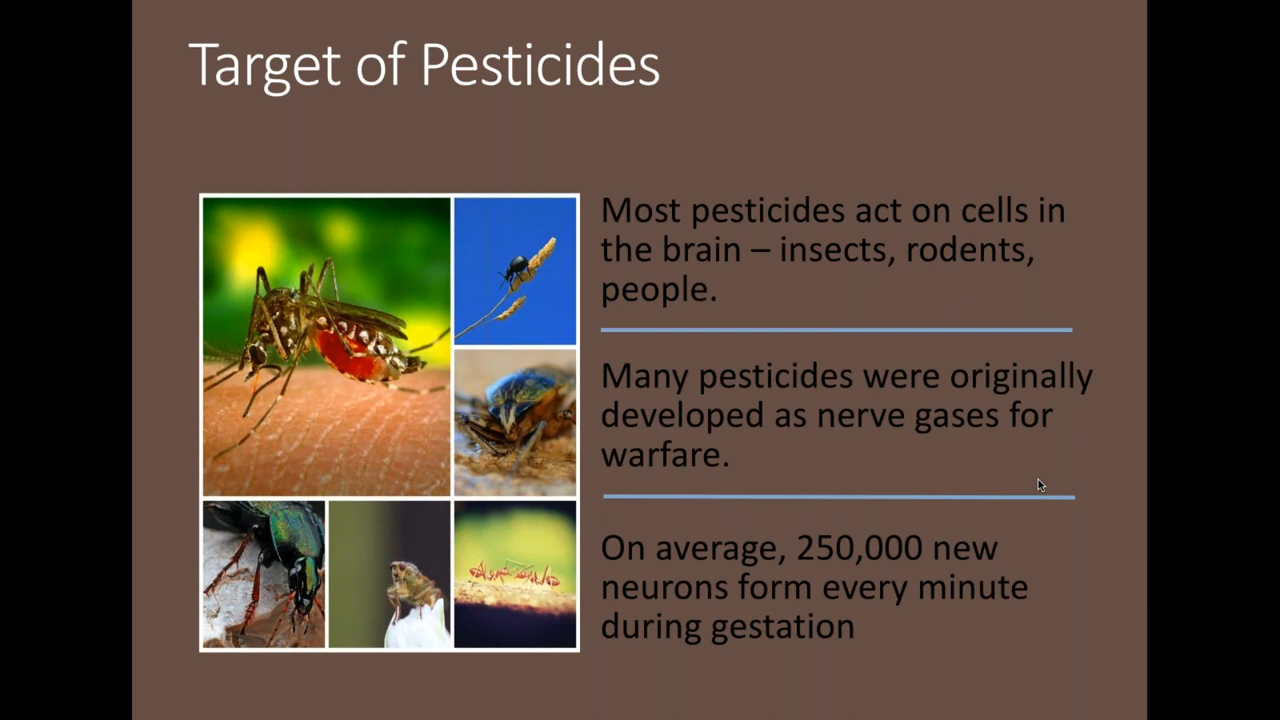 Target of Pesticides
Most pesticides act on cells in
the brain – insects, rodents,
people.
Many pesticides were originally
developed as nerve gases for
warfare.
On average, 250,000 new
neurons form every minute
during gestation